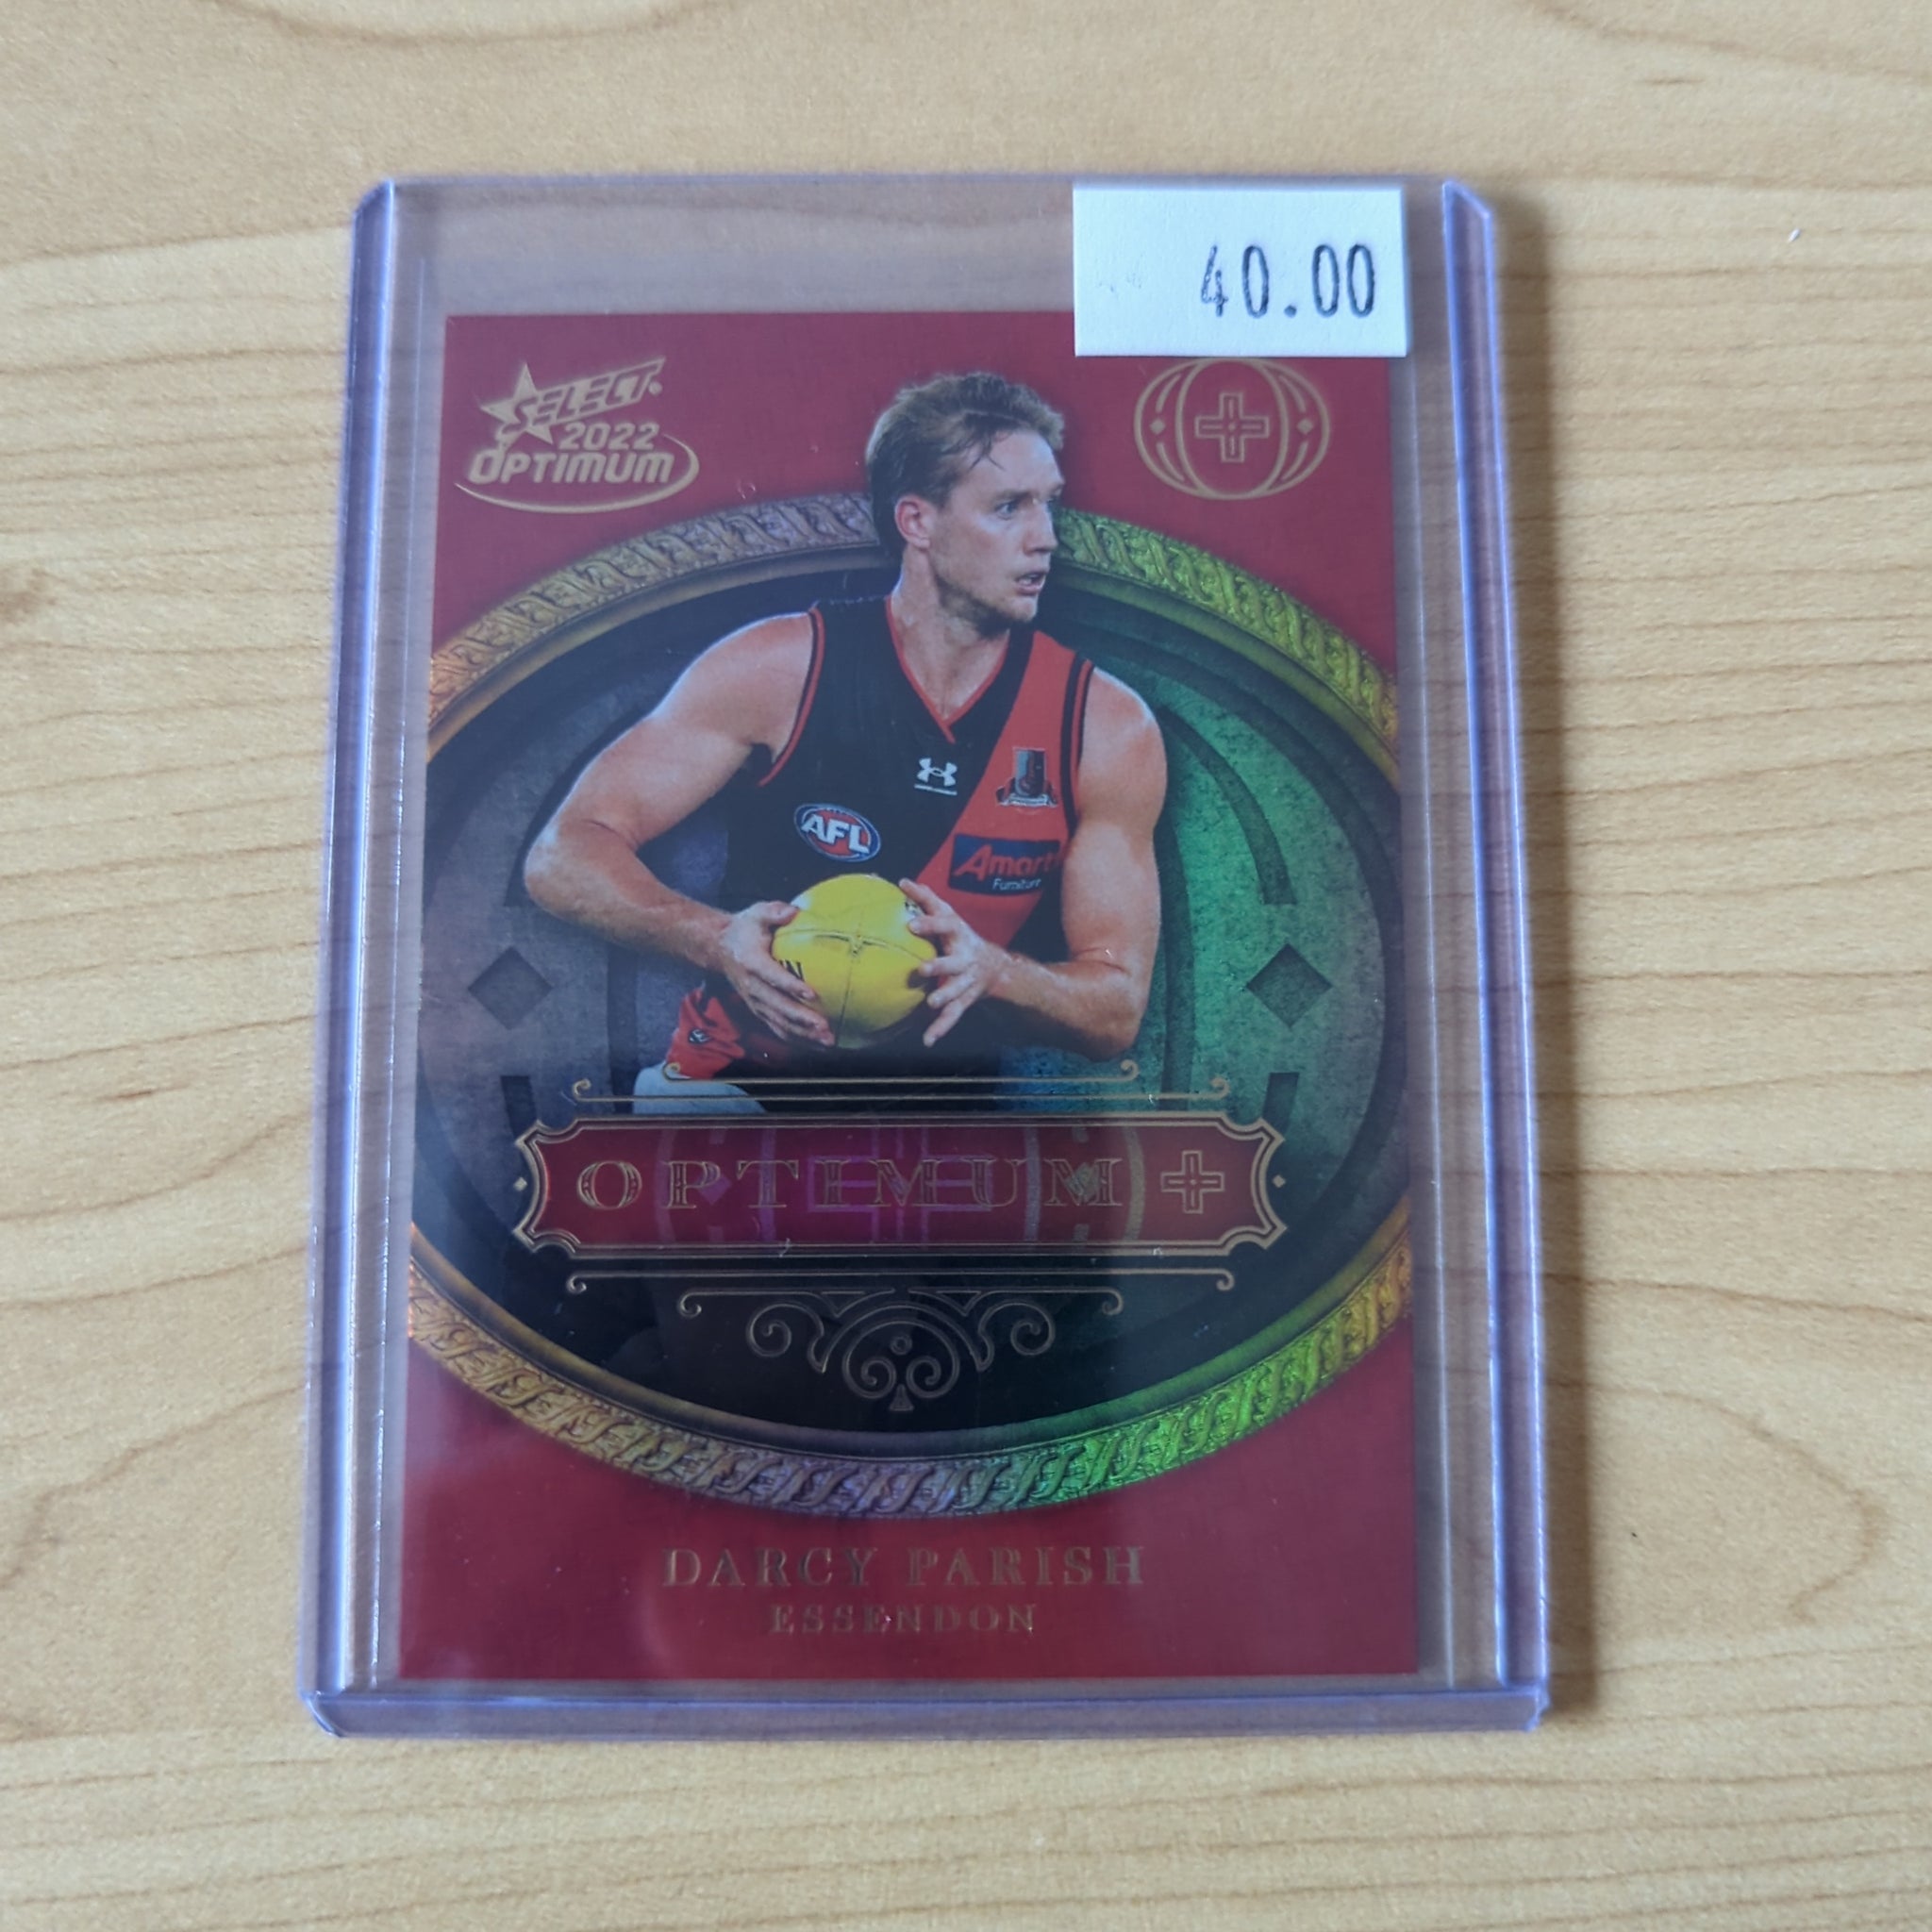 40.00
SELECT
2022
OPTIMUM
AFL
Amart
Furniture
OPTIMUM +
DARCY PARISH
ESSENDON